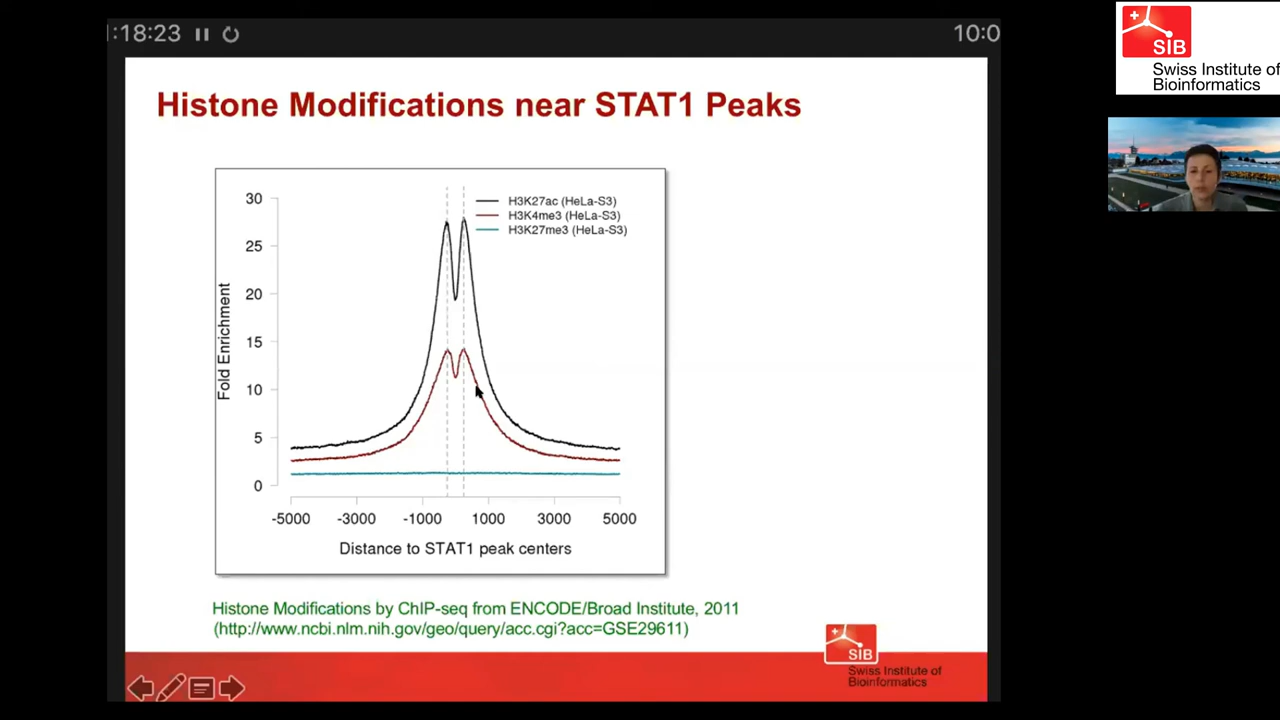 :18:23
10:0
SIB
Swiss Institute of
Bioinformatics
Histone Modifications near STAT1 Peaks
30
25
20
15
10
5
0
Fold Enrichment
H3K27ac (HeLa-S3)
H3K4me3 (HeLa-S3)
H3K27me3 (HeLa-S3)
-5000 -3000 -1000 1000 3000 5000
Distance to STAT1 peak centers
Histone Modifications by ChIP-seq from ENCODE/Broad Institute, 2011
(http://www.ncbi.nlm.nih.gov/geo/query/acc.cgi?acc=GSE29611)
SIB
Swiss Institute of
Bioinformatics